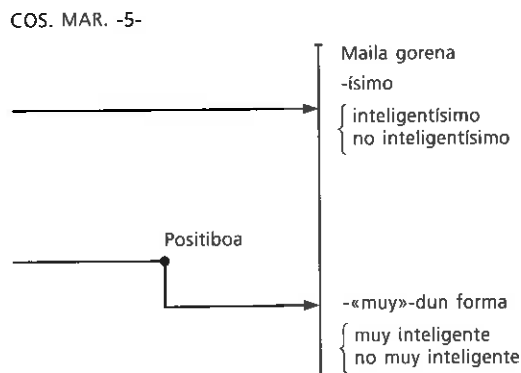 COS. MAR. -5-
Maila gorena
-ísimo
inteligentísimo
no inteligentísimo
Positiboa
-«muy»-dun forma
muy inteligente
no muy inteligente